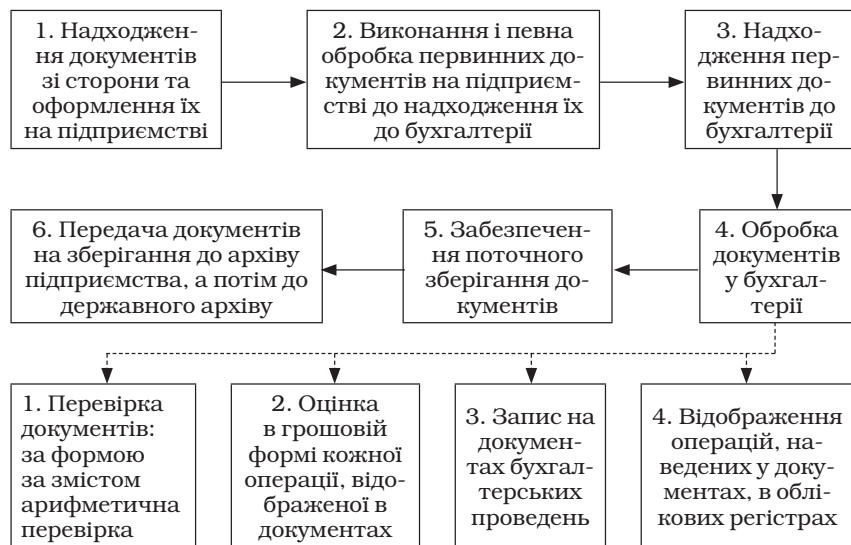 1. Надходжен-
ня документів
зі сторони та
оформлення їх
на підприємстві
2. Виконання і певна
обробка первинних до-
кументів на підприєм-
стві до надходження їх
до бухгалтерії
3. Надхо-
дження пер-
винних до-
кументів до
бухгалтерії
6. Передача документів
на зберігання до архіву
підприємства, а потім до
державного архіву
5. Забезпечен-
ня поточного
зберігання до-
кументів
4. Обробка
документів
у бухгал-
терії
1. Перевірка
документів:
за формою
за змістом
арифметична
перевірка
2. Оцінка
в грошовій
формі кожної
операції, відо-
браженої в
документах
3. Запис на
докумен-
тах бухгал-
терських
проведень
4. Відображення
операцій, на-
ведених у доку-
ментах, в облі-
кових регістрах